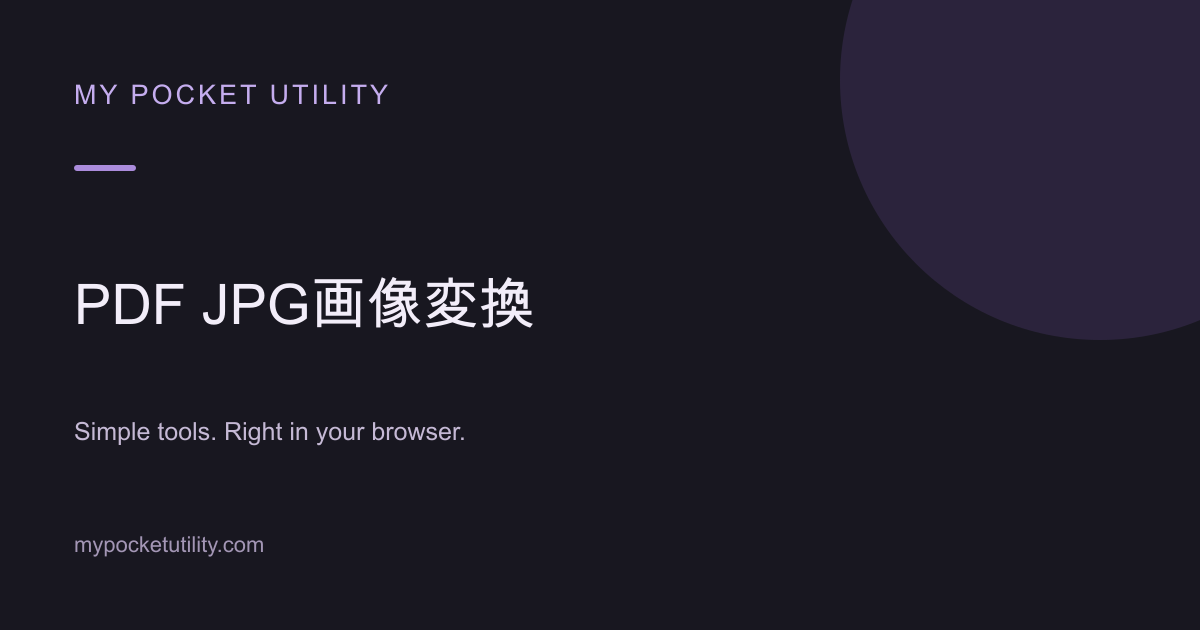 MY POCKET UTILITY
PDF JPG画像変換
Simple tools. Right in your browser.
mypocketutility.com